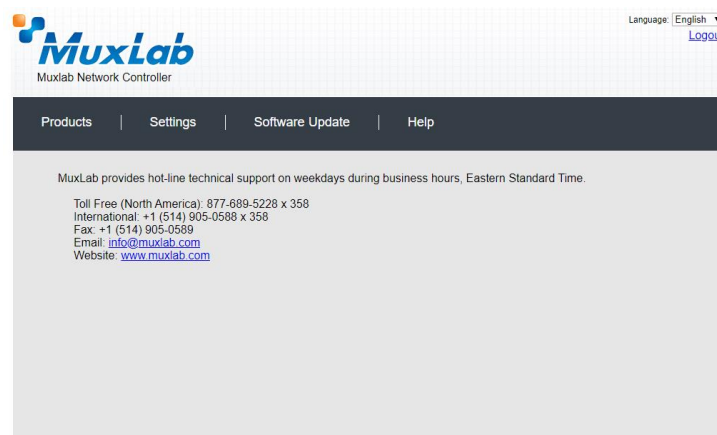 Language: English
Logou
MuxLab
Muxlab Network Controller
Products | Settings | Software Update | Help
MuxLab provides hot-line technical support on weekdays during business hours, Eastern Standard Time.
Toll Free (North America): 877-689-5228 x 358
International: +1 (514) 905-0588 x 358
Fax: +1 (514) 905-0589
Email: info@muxlab.com
Website: www.muxlab.com